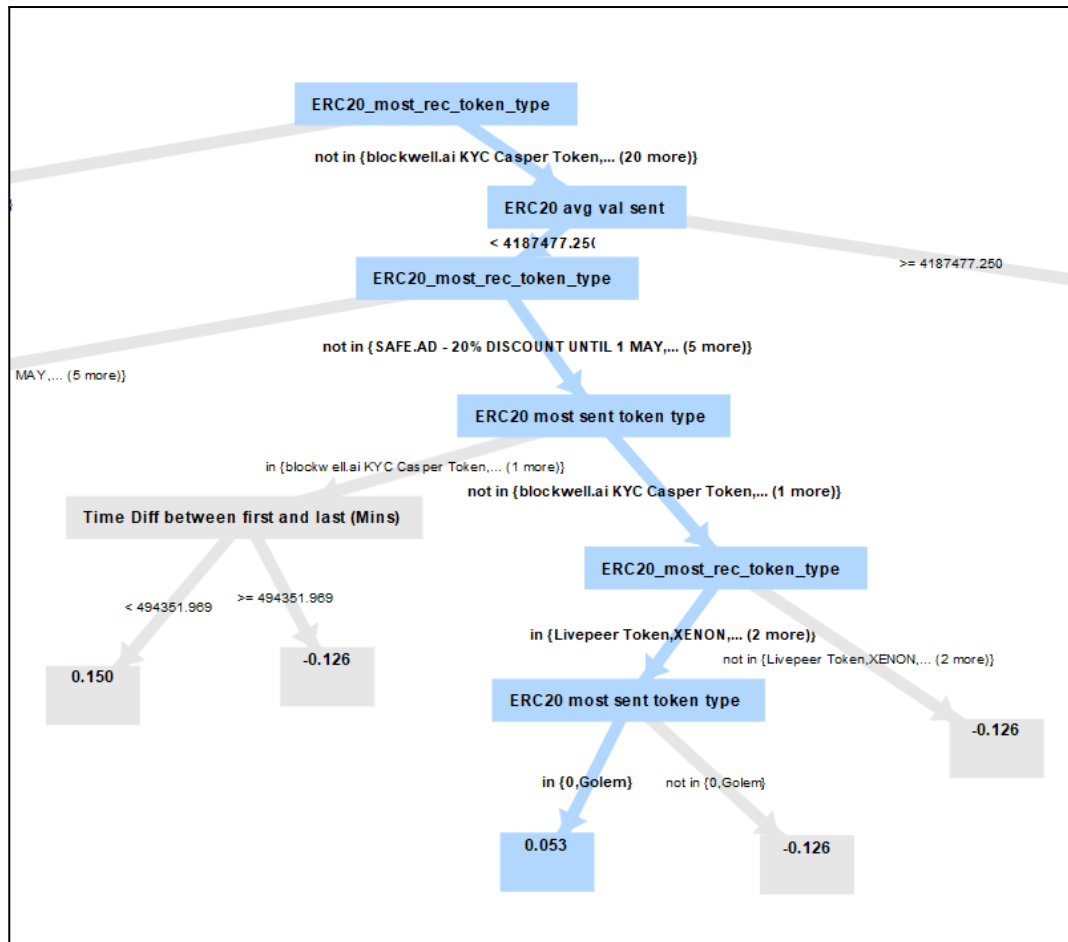 ERC20_most_rec_token_type
not in {blockwell.ai KYC Casper Token,... (20 more)}
}
ERC20 avg val sent
< 4187477.250
>= 4187477.250
ERC20_most_rec_token_type
not in {SAFE.AD - 20% DISCOUNT UNTIL 1 MAY,... (5 more)}
MAY,... (5 more)}
ERC20 most sent token type
in {blockwell.ai KYC Casper Token,... (1 more)}
not in {blockwell.ai KYC Casper Token,... (1 more)}
Time Diff between first and last (Mins)
ERC20_most_rec_token_type
< 494351.969
>= 494351.969
in {Livepeer Token,XENON,... (2 more)}
not in {Livepeer Token,XENON,... (2 more)}
0.150
-0.126
ERC20 most sent token type
-0.126
in {0,Golem}
not in {0,Golem}
0.053
-0.126